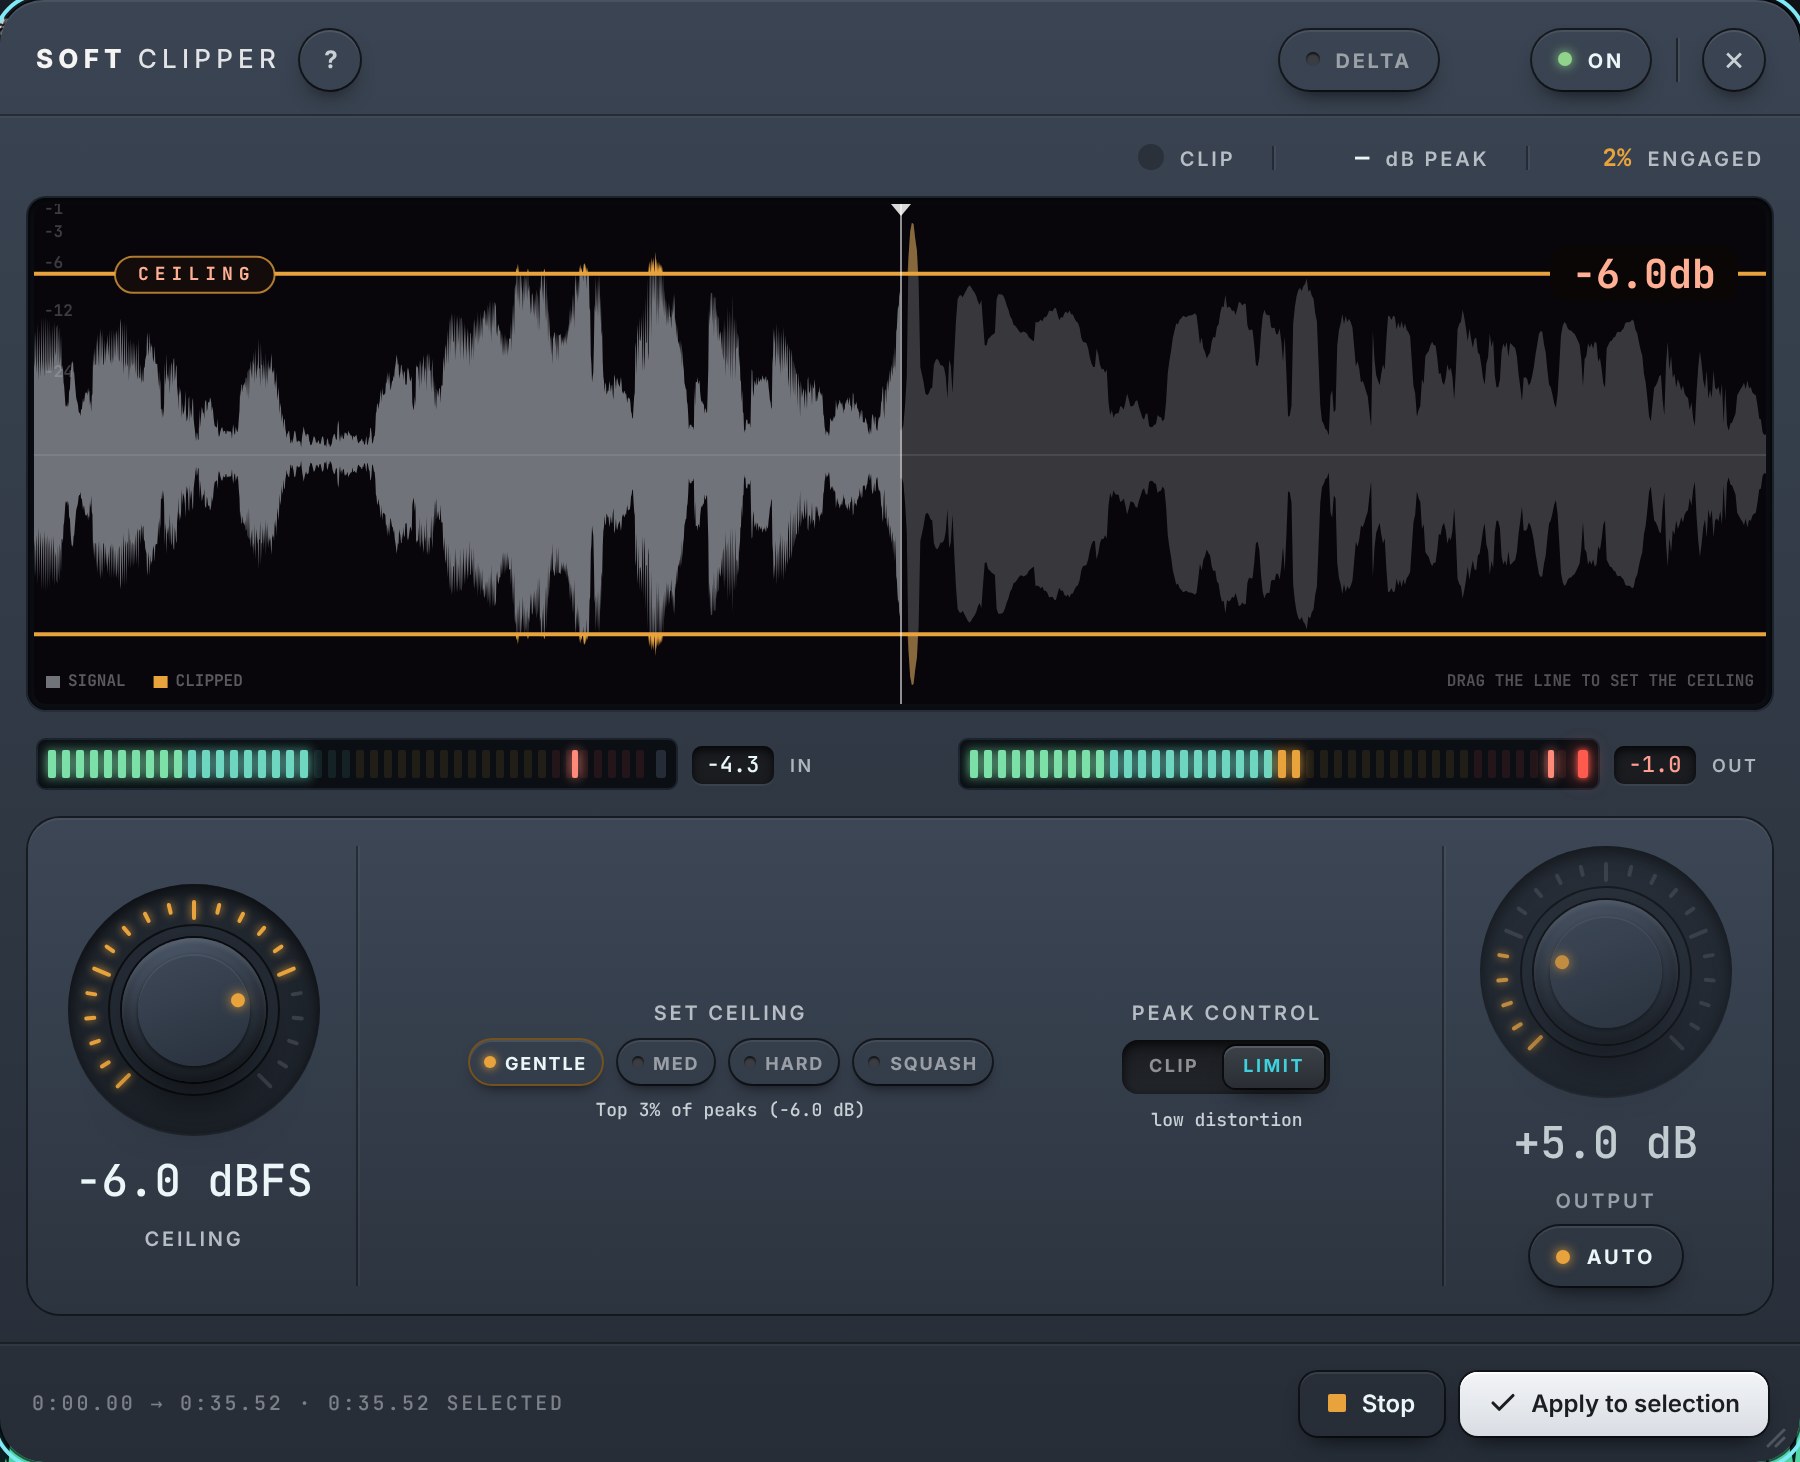 SOFT CLIPPER ? DELTA ON ✕
CLIP – dB PEAK 2% ENGAGED
-1
-3
-6
CEILING -6.0db
-12
-24
SIGNAL CLIPPED DRAG THE LINE TO SET THE CEILING
-4.3 IN -1.0 OUT
SET CEILING PEAK CONTROL
GENTLE MED HARD SQUASH CLIP LIMIT
Top 3% of peaks (-6.0 dB) low distortion
+5.0 dB
-6.0 dBFS
OUTPUT
CEILING
AUTO
0:00.00 → 0:35.52 · 0:35.52 SELECTED Stop Apply to selection